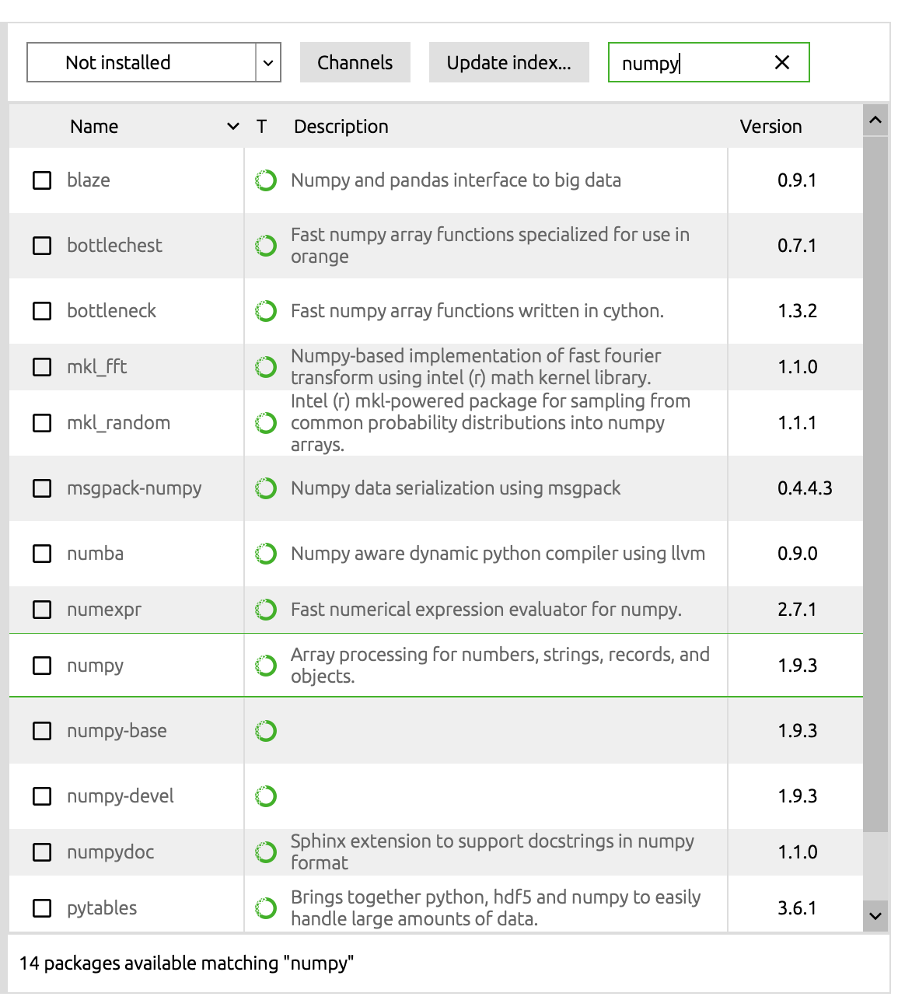 Not installed
Channels
Update index...
numpy
Name T Description Version
blaze Numpy and pandas interface to big data 0.9.1
bottlechest Fast numpy array functions specialized for use in
orange 0.7.1
bottleneck Fast numpy array functions written in cython. 1.3.2
mkl_fft Numpy-based implementation of fast fourier
transform using intel (r) math kernel library. 1.1.0
mkl_random Intel (r) mkl-powered package for sampling from
common probability distributions into numpy
arrays. 1.1.1
msgpack-numpy Numpy data serialization using msgpack 0.4.4.3
numba Numpy aware dynamic python compiler using llvm 0.9.0
numexpr Fast numerical expression evaluator for numpy. 2.7.1
numpy Array processing for numbers, strings, records, and
objects. 1.9.3
numpy-base 1.9.3
numpy-devel 1.9.3
numpydoc Sphinx extension to support docstrings in numpy
format 1.1.0
pytables Brings together python, hdf5 and numpy to easily
handle large amounts of data. 3.6.1
14 packages available matching "numpy"